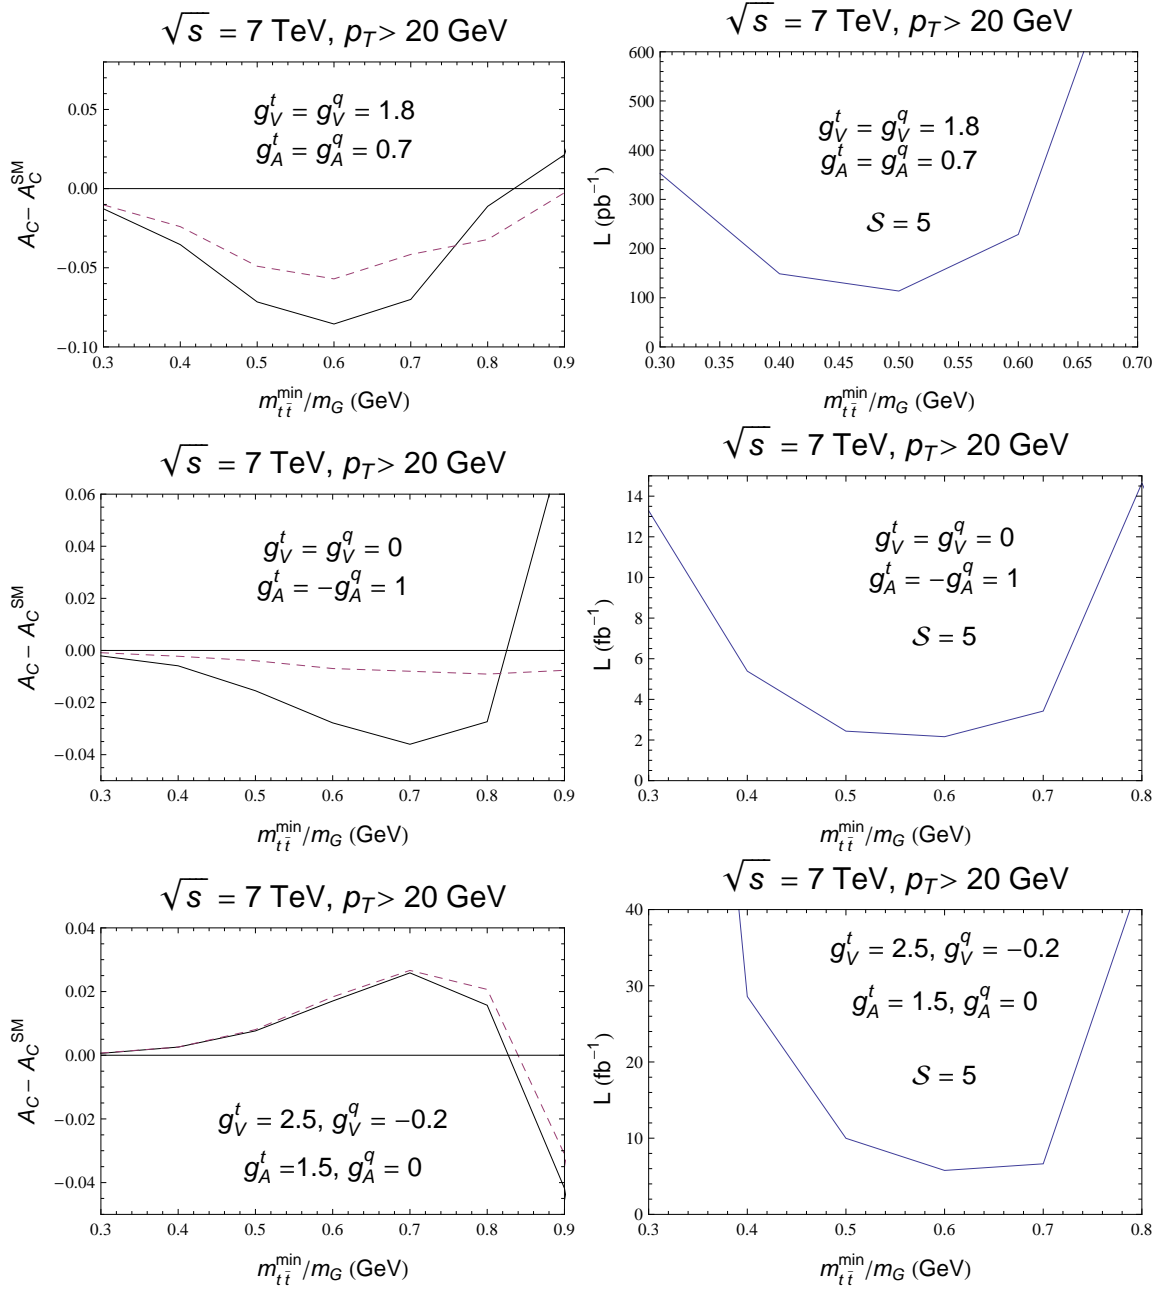 √s = 7 TeV, p_T > 20 GeV
g_V^t = g_V^q = 1.8
g_A^t = g_A^q = 0.7
A_C − A_C^SM
0.05
0.00
−0.05
−0.10
0.3 0.4 0.5 0.6 0.7 0.8 0.9
m_{t t̄}^min/m_G (GeV)
√s = 7 TeV, p_T > 20 GeV
g_V^t = g_V^q = 1.8
g_A^t = g_A^q = 0.7
S = 5
L (pb⁻¹)
600
500
400
300
200
100
0
0.30 0.35 0.40 0.45 0.50 0.55 0.60 0.65 0.70
m_{t t̄}^min/m_G (GeV)
√s = 7 TeV, p_T > 20 GeV
g_V^t = g_V^q = 0
g_A^t = −g_A^q = 1
A_C − A_C^SM
0.06
0.04
0.02
0.00
−0.02
−0.04
0.3 0.4 0.5 0.6 0.7 0.8 0.9
m_{t t̄}^min/m_G (GeV)
√s = 7 TeV, p_T > 20 GeV
g_V^t = g_V^q = 0
g_A^t = −g_A^q = 1
S = 5
L (fb⁻¹)
14
12
10
8
6
4
2
0
0.3 0.4 0.5 0.6 0.7 0.8
m_{t t̄}^min/m_G (GeV)
√s = 7 TeV, p_T > 20 GeV
A_C − A_C^SM
0.04
0.02
0.00
−0.02
−0.04
g_V^t = 2.5, g_V^q = −0.2
g_A^t =1.5, g_A^q = 0
0.3 0.4 0.5 0.6 0.7 0.8 0.9
m_{t t̄}^min/m_G (GeV)
√s = 7 TeV, p_T > 20 GeV
g_V^t = 2.5, g_V^q = −0.2
g_A^t = 1.5, g_A^q = 0
S = 5
L (fb⁻¹)
40
30
20
10
0
0.3 0.4 0.5 0.6 0.7 0.8
m_{t t̄}^min/m_G (GeV)